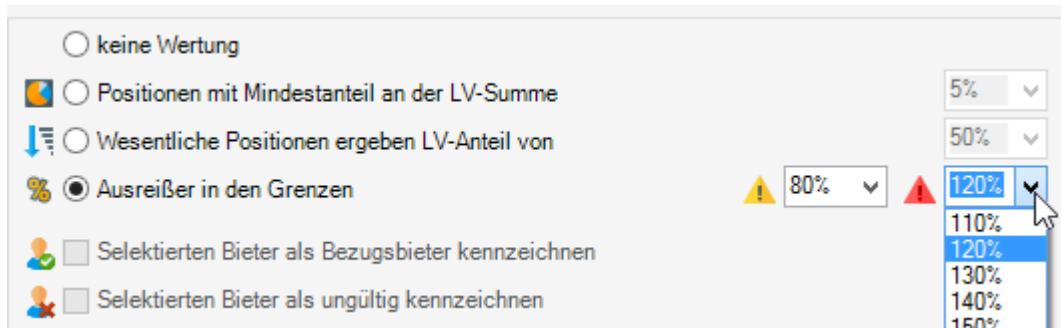 keine Wertung
Positionen mit Mindestanteil an der LV-Summe 5%
Wesentliche Positionen ergeben LV-Anteil von 50%
Ausreißer in den Grenzen 80% 120%
110%
120%
Selektierten Bieter als Bezugsbieter kennzeichnen
130%
140%
Selektierten Bieter als ungültig kennzeichnen
150%